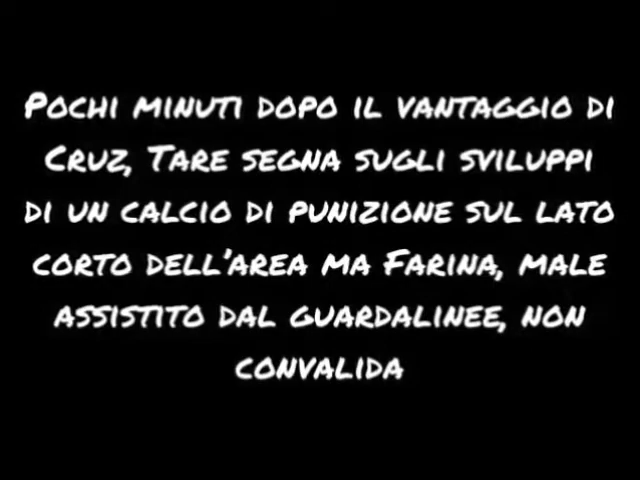 Pochi minuti dopo il vantaggio di
Cruz, Tare segna sugli sviluppi
di un calcio di punizione sul lato
corto dell'area ma Farina, male
assistito dal guardalinee, non
convalida